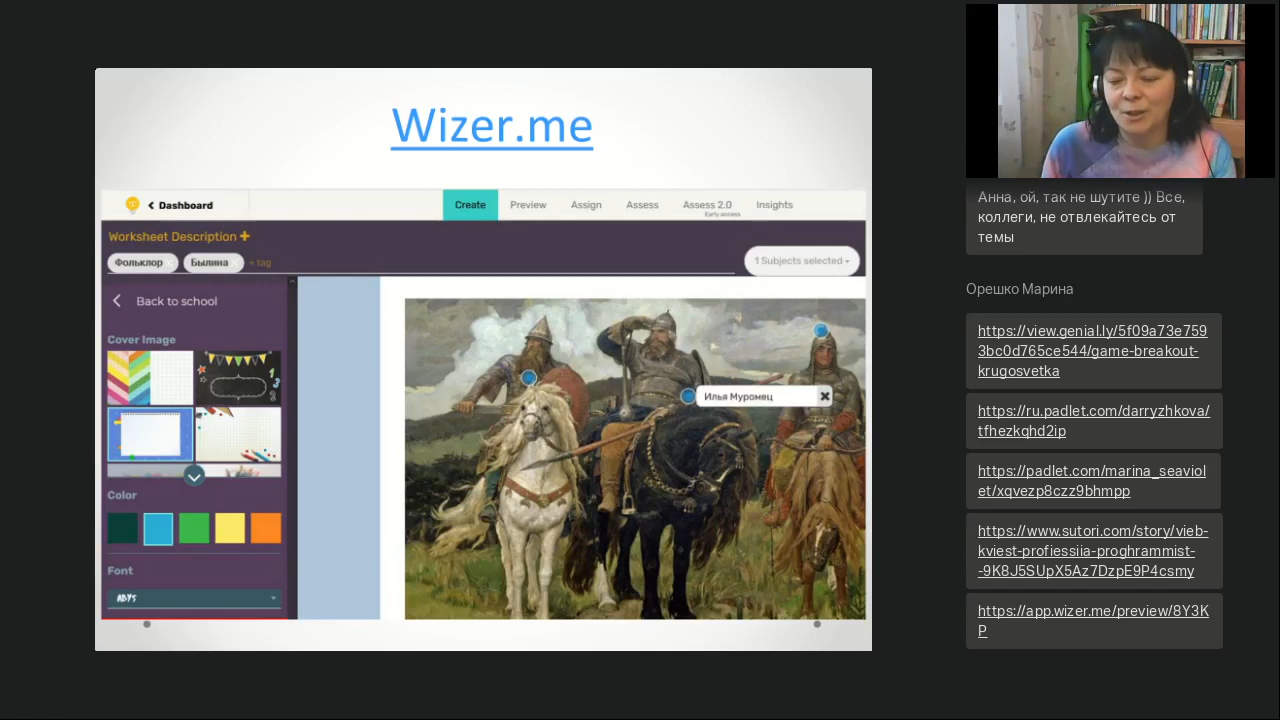 Wizer.me
Dashboard
Create
Preview
Assign
Assess
Assess 2.0
Early access
Insights
Worksheet Description +
Фольклор
Былина
+ tag
1 Subjects selected
Back to school
Cover Image
Color
Font
ABYS
Илья Муромец
Анна, ой, так не шутите )) Все,
коллеги, не отвлекайтесь от
темы
Орешко Марина
https://view.genial.ly/5f09a73e759
3bc0d765ce544/game-breakout-
krugosvetka
https://ru.padlet.com/darryzhkova/
tfhezkqhd2ip
https://padlet.com/marina_seaviol
et/xqvezp8czz9bhmpp
https://www.sutori.com/story/vieb-
kviest-profiessiia-proghrammist-
-9K8J5SUpX5Az7DzpE9P4csmy
https://app.wizer.me/preview/8Y3K
P